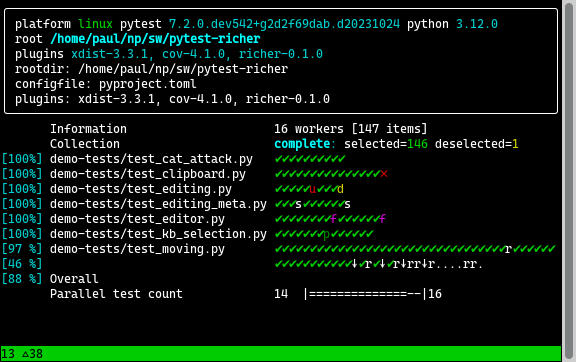 platform linux pytest 7.2.0.dev542+g2d2f69dab.d20231024 python 3.12.0
root /home/paul/np/sw/pytest-richer
plugins xdist-3.3.1, cov-4.1.0, richer-0.1.0
rootdir: /home/paul/np/sw/pytest-richer
configfile: pyproject.toml
plugins: xdist-3.3.1, cov-4.1.0, richer-0.1.0
Information 16 workers [147 items]
Collection complete: selected=146 deselected=1
[100%] demo-tests/test_cat_attack.py ✔✔✔✔✔✔✔✔✔✔
[100%] demo-tests/test_clipboard.py ✔✔✔✔✔✔✔✔✔✔✔✔✔✔✔✕
[100%] demo-tests/test_editing.py ✔✔✔✔✔u✔✔✔d
[100%] demo-tests/test_editing_meta.py ✔✔✔s✔✔✔✔✔✔s
[100%] demo-tests/test_editor.py ✔✔✔✔✔✔✔✔f✔✔✔✔✔✔f
[100%] demo-tests/test_kb_selection.py ✔✔✔✔✔✔✔p✔✔✔✔✔✔
[97 %] demo-tests/test_moving.py ✔✔✔✔✔✔✔✔✔✔✔✔✔✔✔✔✔✔✔✔✔✔✔✔✔✔✔✔✔✔✔✔✔r✔✔✔✔✔✔
[46 %] ✔✔✔✔✔✔✔✔✔✔✔↓✔r✔↓✔r↓rr↓r....rr.
[88 %] Overall
Parallel test count 14 |==============--|16
13 △38